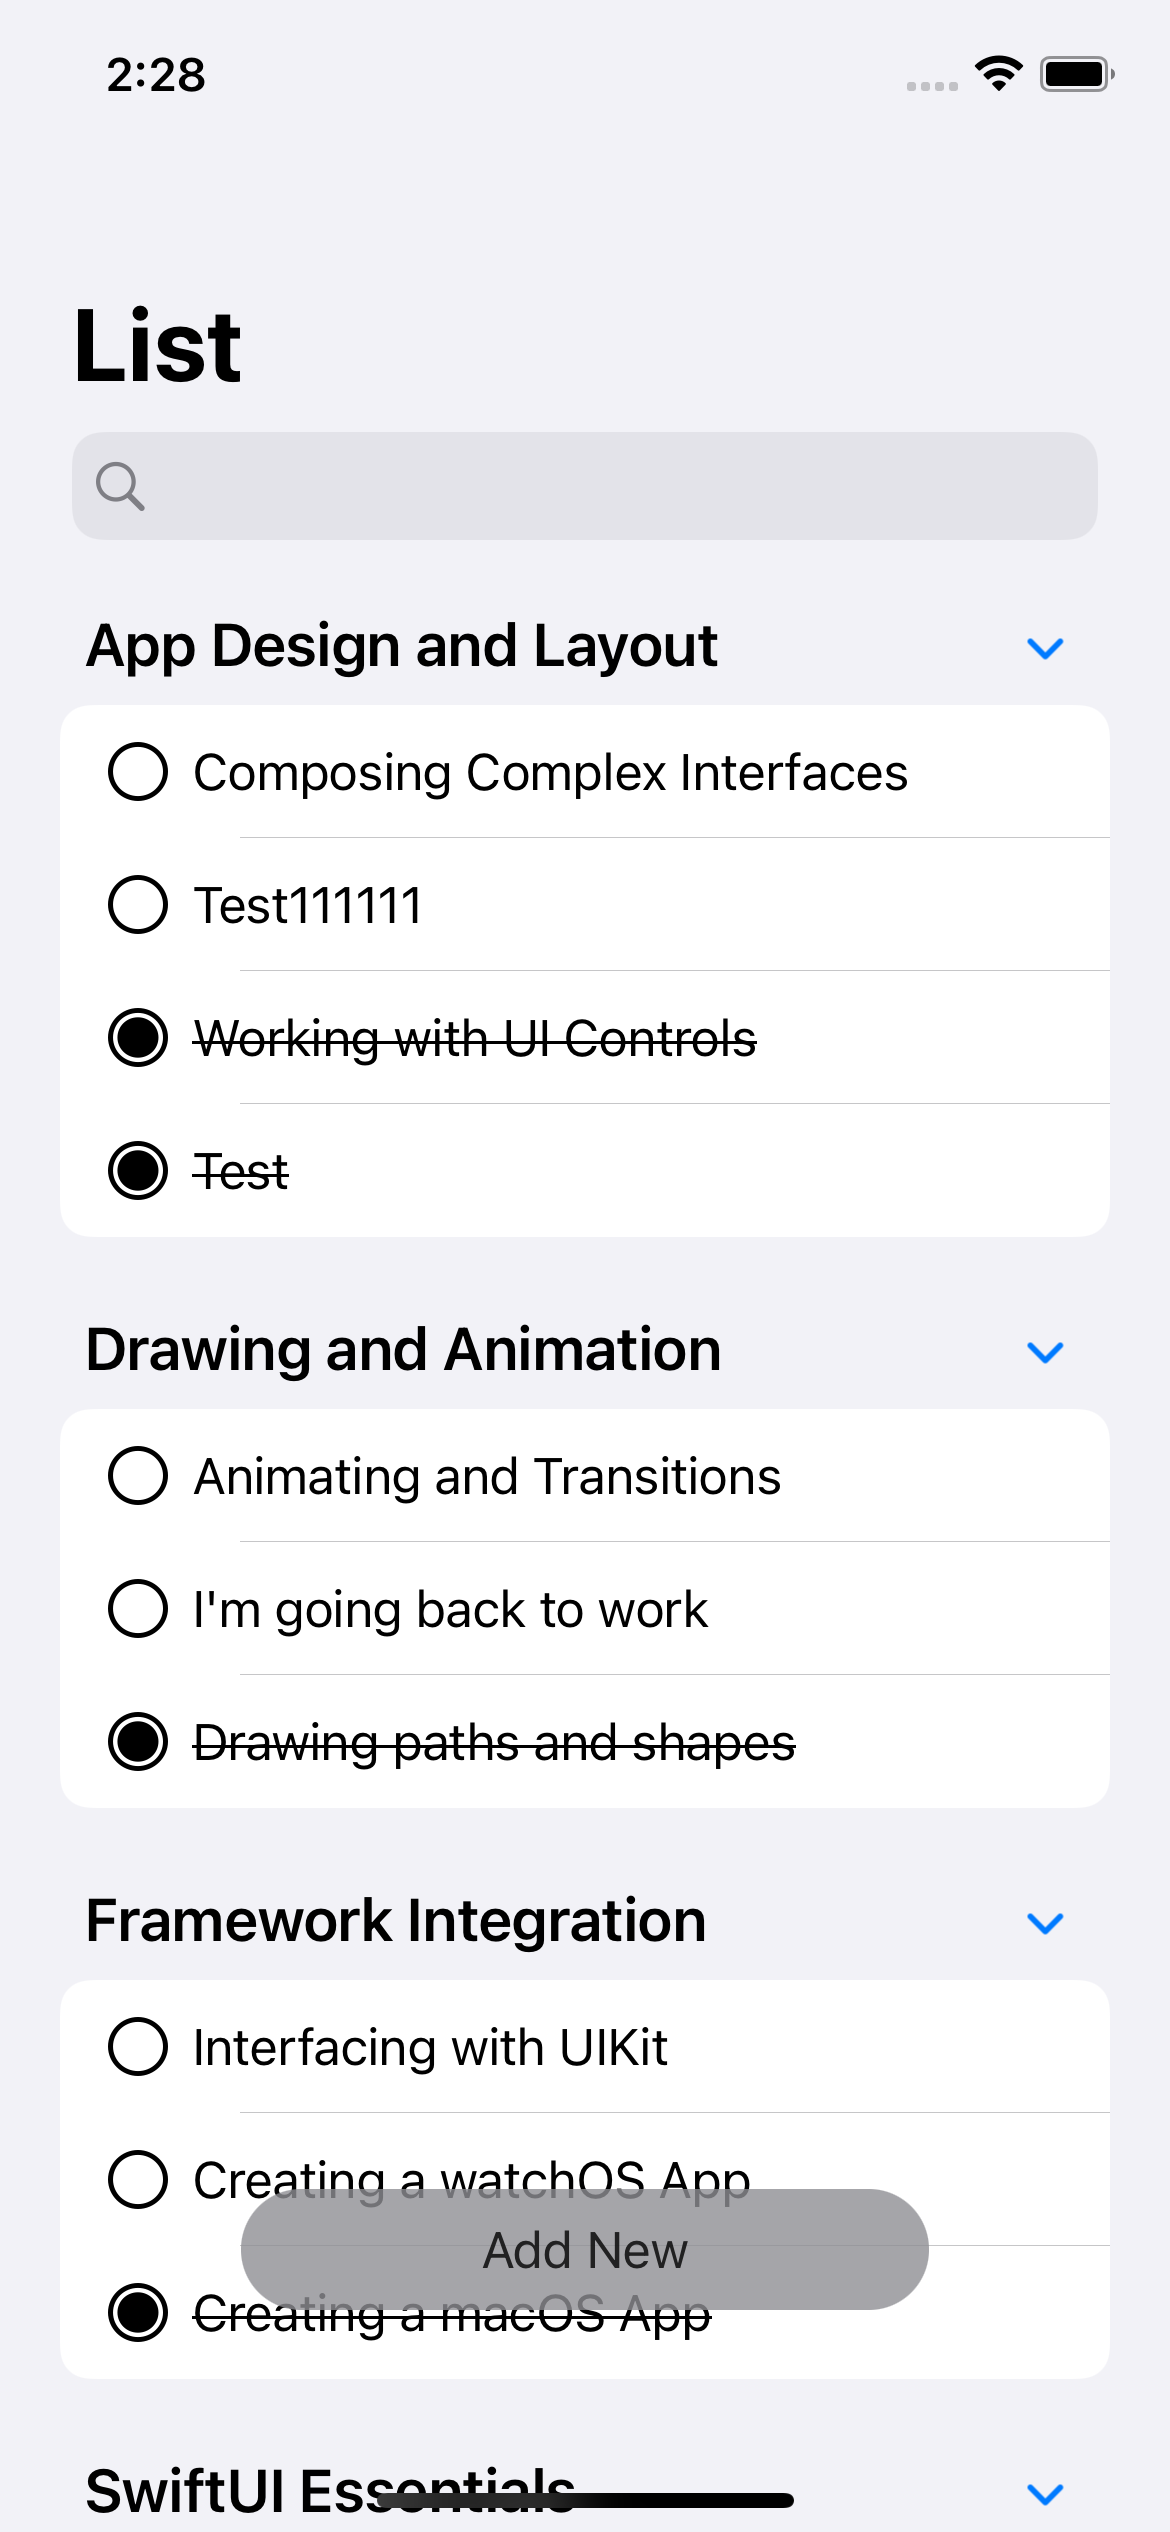 2:28
List
App Design and Layout
Composing Complex Interfaces
Test111111
Working with UI Controls
Test
Drawing and Animation
Animating and Transitions
I'm going back to work
Drawing paths and shapes
Framework Integration
Interfacing with UIKit
Creating a watchOS App
Add New
Creating a macOS App
SwiftUI Essentials